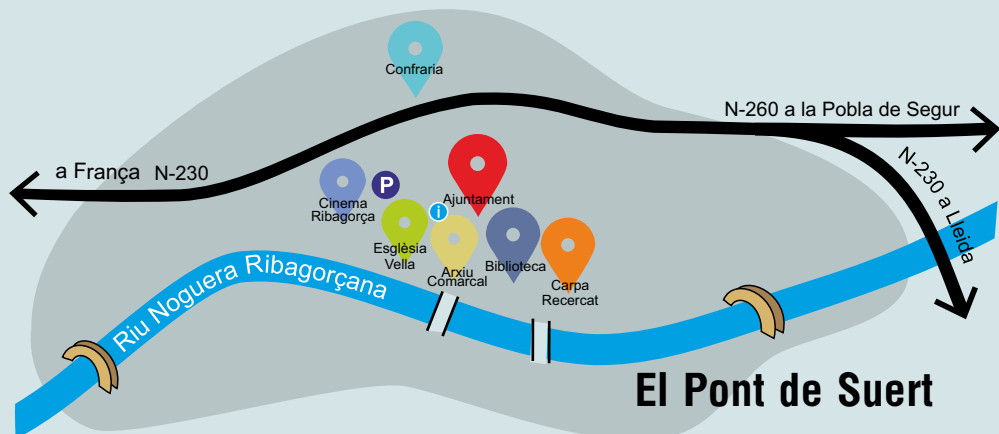 Confraria
N-260 a la Pobla de Segur
a França N-230
N-230 a Lleida
P
Cinema
Ribagorça
i
Ajuntament
Esglèsia
Vella
Arxiu
Comarcal
Biblioteca
Carpa
Recercat
Riu Noguera Ribagorçana
El Pont de Suert